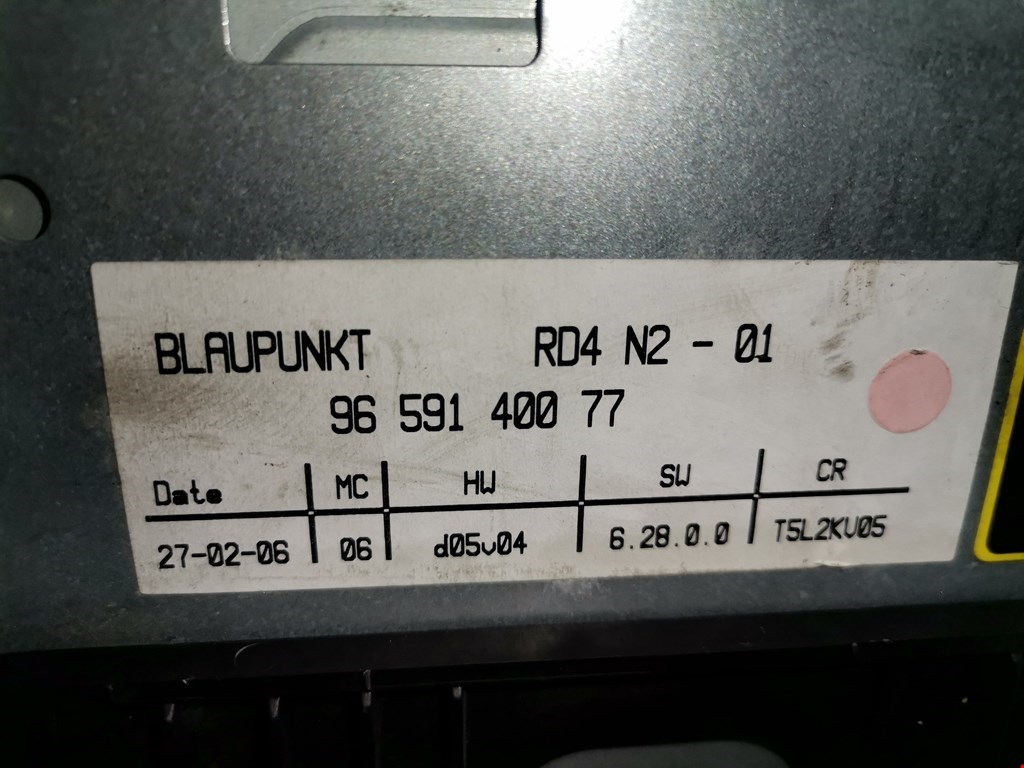 BLAUPUNKT RD4 N2 - 01
96 591 400 77
Date MC HW SW CR
27-02-06 06 d05v04 6.28.0.0 T5L2KV05